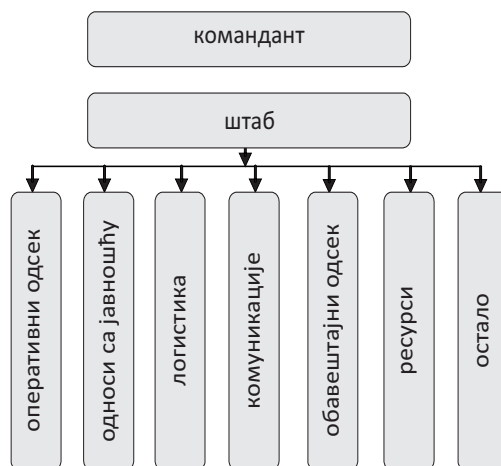 командант
штаб
оперативни одсек
односи са јавношћу
логистика
комуникације
обавештајни одсек
ресурси
остало